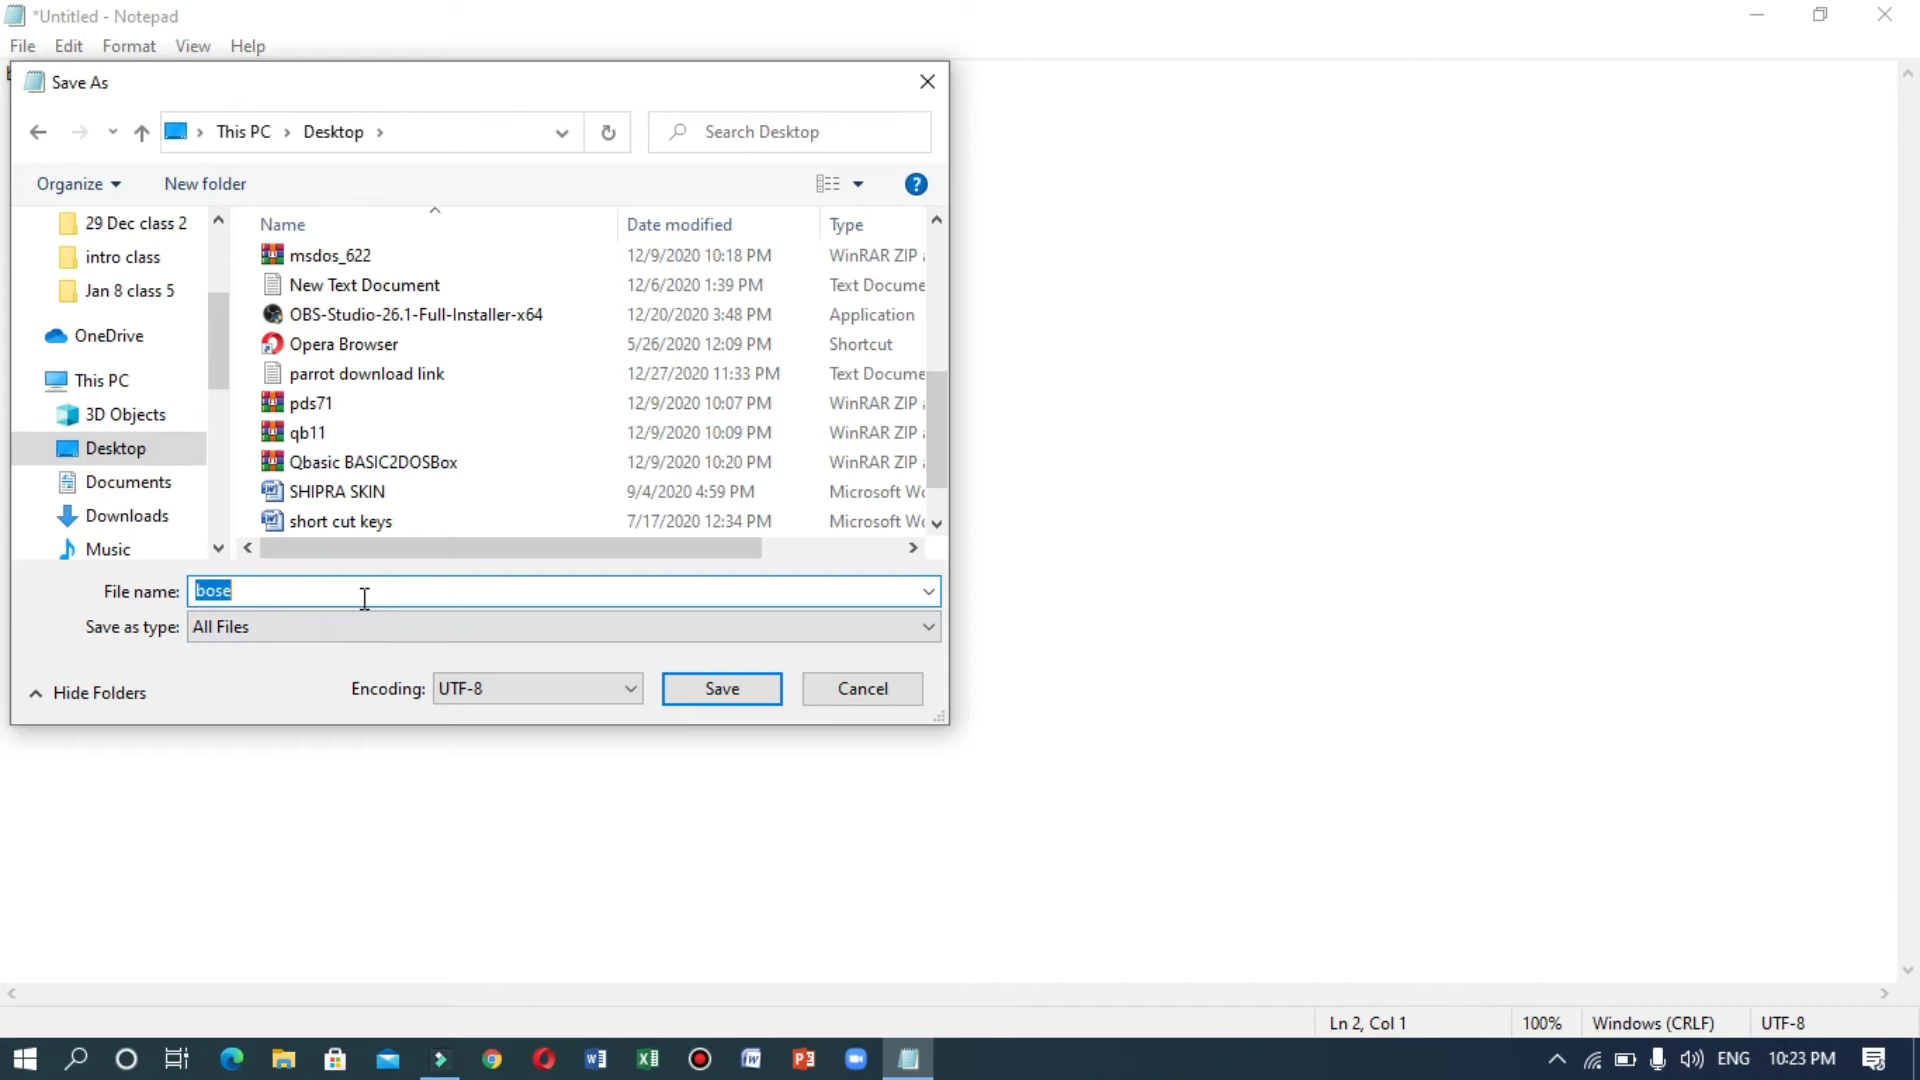 *Untitled - Notepad
File Edit Format View Help
Save As
This PC Desktop
Search Desktop
Organize New folder
Name Date modified Type
29 Dec class 2
intro class
Jan 8 class 5
OneDrive
This PC
3D Objects
Desktop
Documents
Downloads
Music
msdos_622 12/9/2020 10:18 PM WinRAR ZIP
New Text Document 12/6/2020 1:39 PM Text Docume
OBS-Studio-26.1-Full-Installer-x64 12/20/2020 3:48 PM Application
Opera Browser 5/26/2020 12:09 PM Shortcut
parrot download link 12/27/2020 11:33 PM Text Docume
pds71 12/9/2020 10:07 PM WinRAR ZIP
qb11 12/9/2020 10:09 PM WinRAR ZIP
Qbasic BASIC2DOSBox 12/9/2020 10:20 PM WinRAR ZIP
SHIPRA SKIN 9/4/2020 4:59 PM Microsoft Wo
short cut keys 7/17/2020 12:34 PM Microsoft Wo
File name: bose
Save as type: All Files
Hide Folders Encoding: UTF-8 Save Cancel
Ln 2, Col 1 100% Windows (CRLF) UTF-8
ENG 10:23 PM